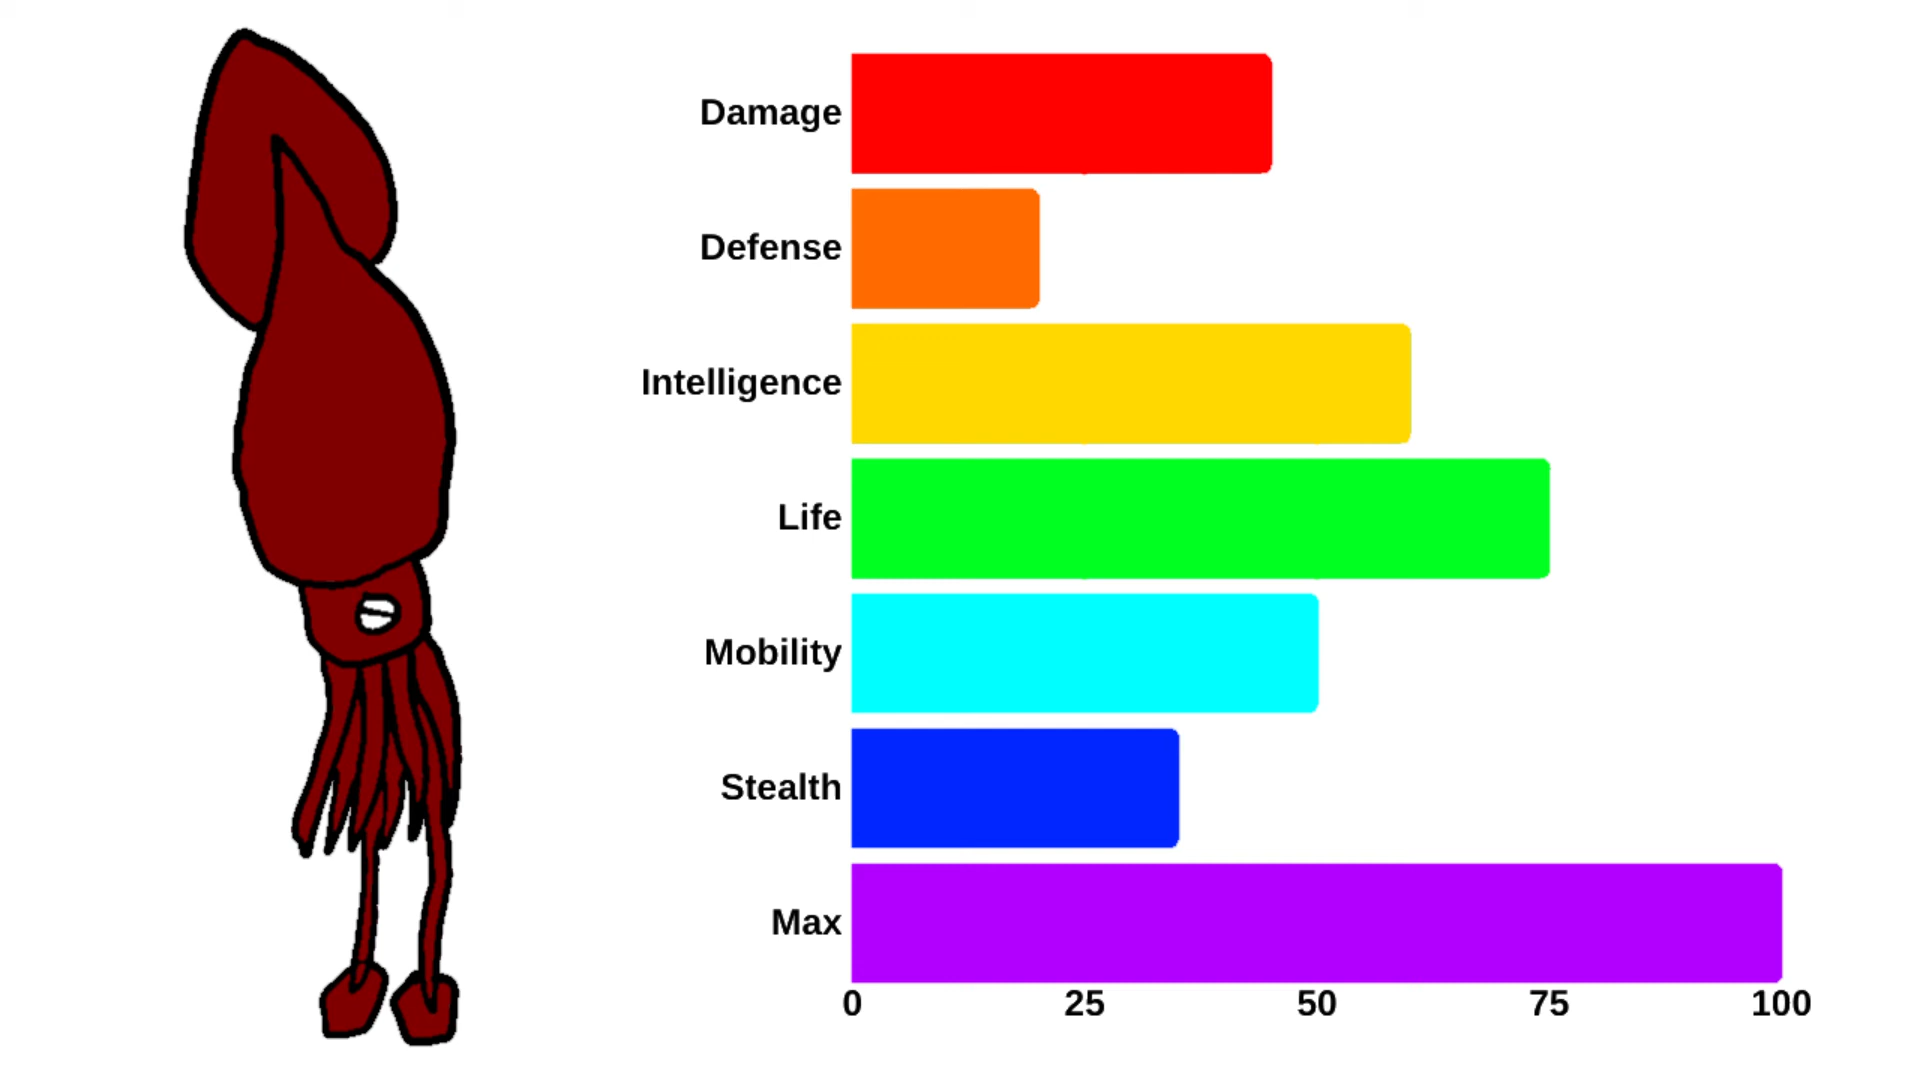 Damage
Defense
Intelligence
Life
Mobility
Stealth
Max
0 25 50 75 100